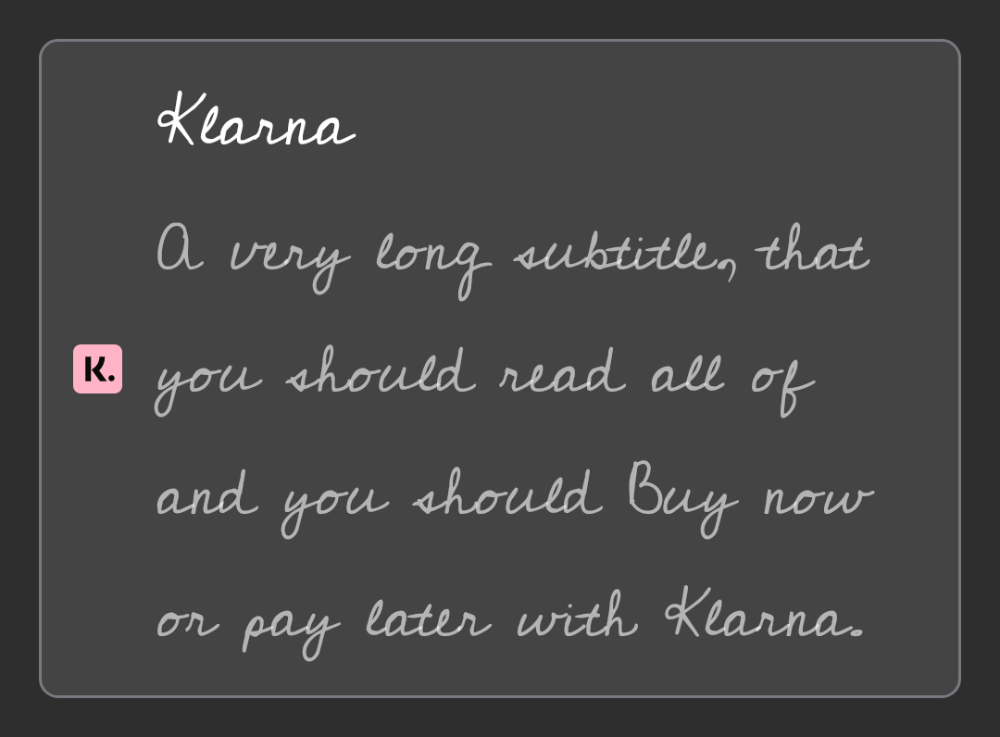 Klarna
A very long subtitle, that
K.
you should read all of
and you should Buy now
or pay later with Klarna.